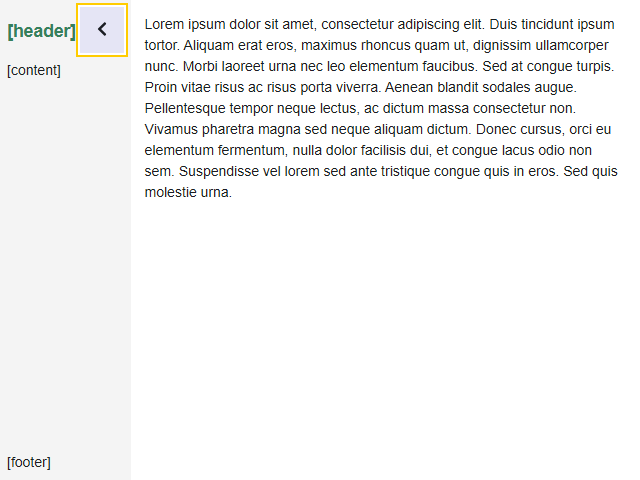 [header]
[content]
[footer]
Lorem ipsum dolor sit amet, consectetur adipiscing elit. Duis tincidunt ipsum
tortor. Aliquam erat eros, maximus rhoncus quam ut, dignissim ullamcorper
nunc. Morbi laoreet urna nec leo elementum faucibus. Sed at congue turpis.
Proin vitae risus ac risus porta viverra. Aenean blandit sodales augue.
Pellentesque tempor neque lectus, ac dictum massa consectetur non.
Vivamus pharetra magna sed neque aliquam dictum. Donec cursus, orci eu
elementum fermentum, nulla dolor facilisis dui, et congue lacus odio non
sem. Suspendisse vel lorem sed ante tristique congue quis in eros. Sed quis
molestie urna.